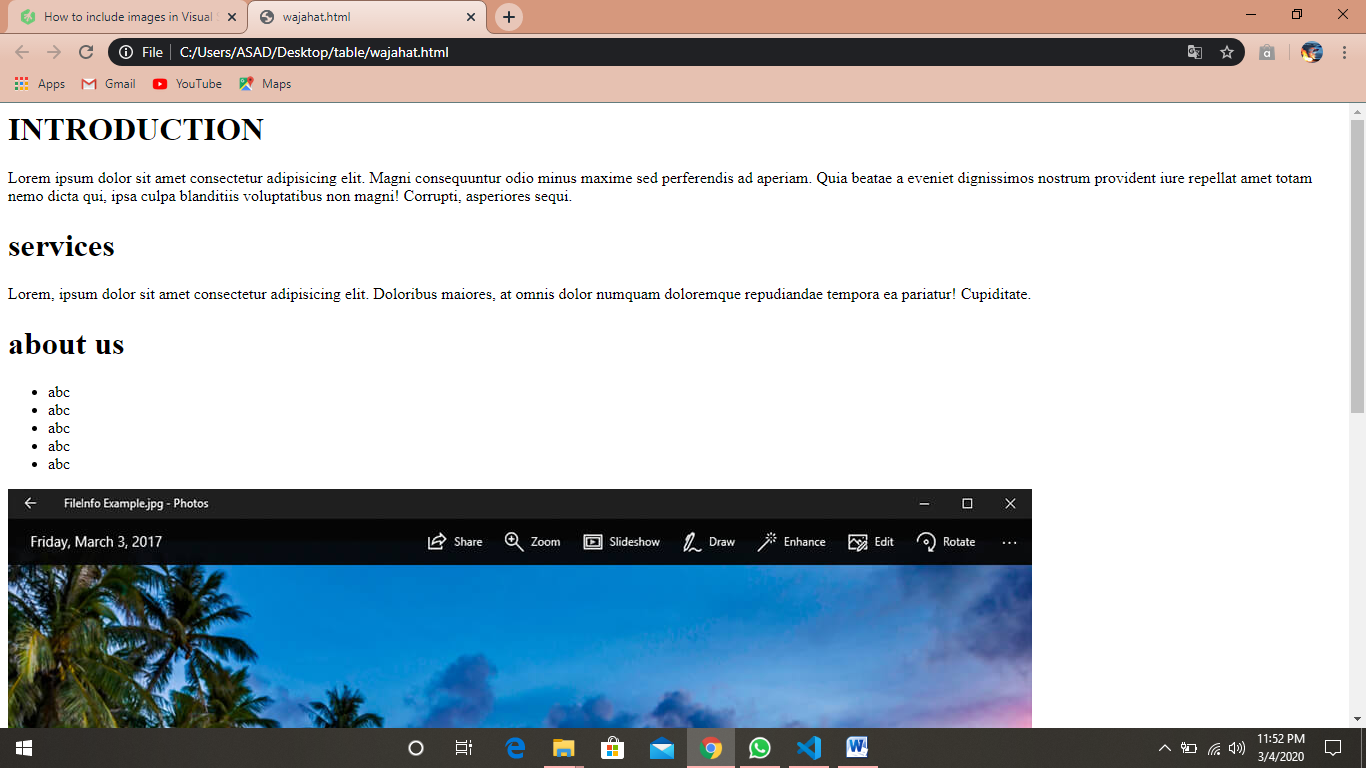 How to include images in Visual S
wajahat.html
File
C:/Users/ASAD/Desktop/table/wajahat.html
a
Apps
Gmail
YouTube
Maps
INTRODUCTION
Lorem ipsum dolor sit amet consectetur adipisicing elit. Magni consequuntur odio minus maxime sed perferendis ad aperiam. Quia beatae a eveniet dignissimos nostrum provident iure repellat amet totam
nemo dicta qui, ipsa culpa blanditiis voluptatibus non magni! Corrupti, asperiores sequi.
services
Lorem, ipsum dolor sit amet consectetur adipisicing elit. Doloribus maiores, at omnis dolor numquam doloremque repudiandae tempora ea pariatur! Cupiditate.
about us
abc
abc
abc
abc
abc
FileInfo Example.jpg - Photos
Friday, March 3, 2017
Share
Zoom
Slideshow
Draw
Enhance
Edit
Rotate
11:52 PM
3/4/2020